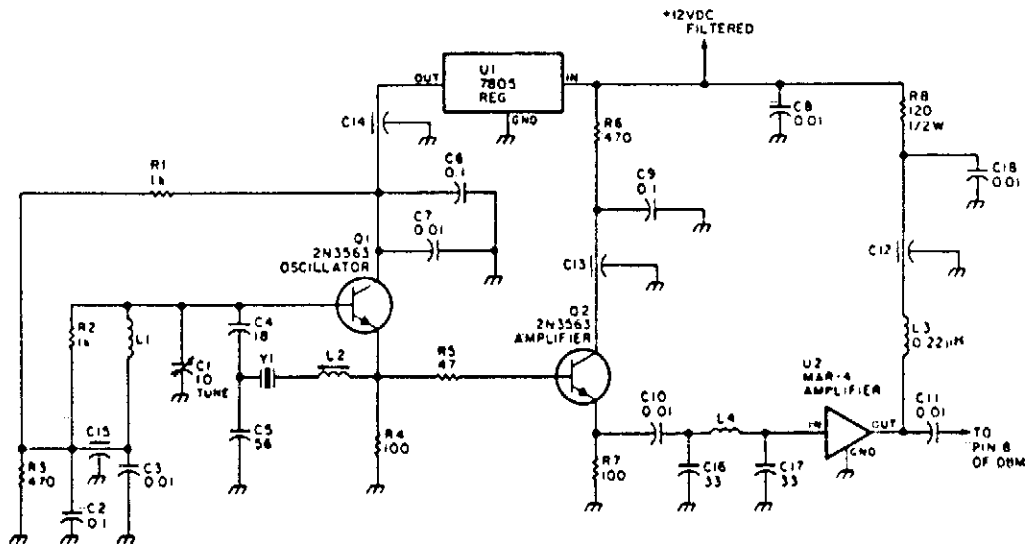 +12VDC
FILTERED
OUT
U1
7805
REG
IN
GND
C14
R6
470
C8
0.01
R8
120
1/2W
R1
1k
C6
0.1
C9
0.1
C18
0.01
C7
0.01
Q1
2N3563
OSCILLATOR
C13
C12
Q2
2N3563
AMPLIFIER
R2
1k
L1
C1
10
TUNE
C4
18
Y1
L2
R5
47
L3
0.22µH
U2
MAR-4
AMPLIFIER
C10
0.01
L4
IN
OUT
GND
C11
0.01
TO
PIN 8
OF DBM
C15
C5
56
R4
100
R3
470
C3
0.01
C2
0.1
R7
100
C16
33
C17
33